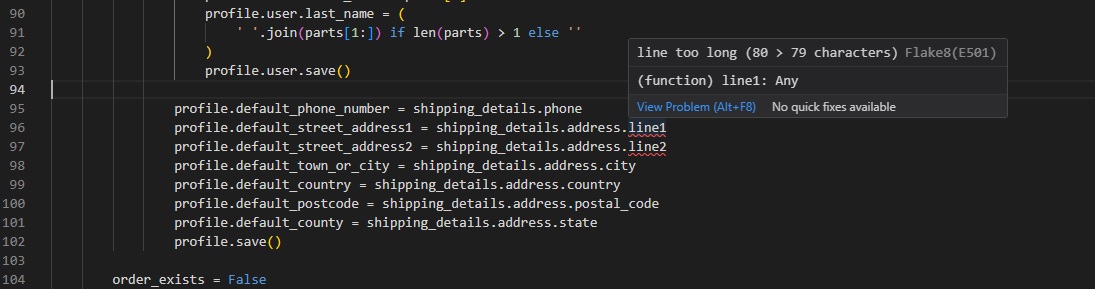 90 profile.user.last_name = (
91 ' '.join(parts[1:]) if len(parts) > 1 else ''
92 )
93 profile.user.save()
94
95 profile.default_phone_number = shipping_details.phone
96 profile.default_street_address1 = shipping_details.address.line1
97 profile.default_street_address2 = shipping_details.address.line2
98 profile.default_town_or_city = shipping_details.address.city
99 profile.default_country = shipping_details.address.country
100 profile.default_postcode = shipping_details.address.postal_code
101 profile.default_county = shipping_details.address.state
102 profile.save()
103
104 order_exists = False
line too long (80 > 79 characters) Flake8(E501)
(function) line1: Any
View Problem (Alt+F8) No quick fixes available